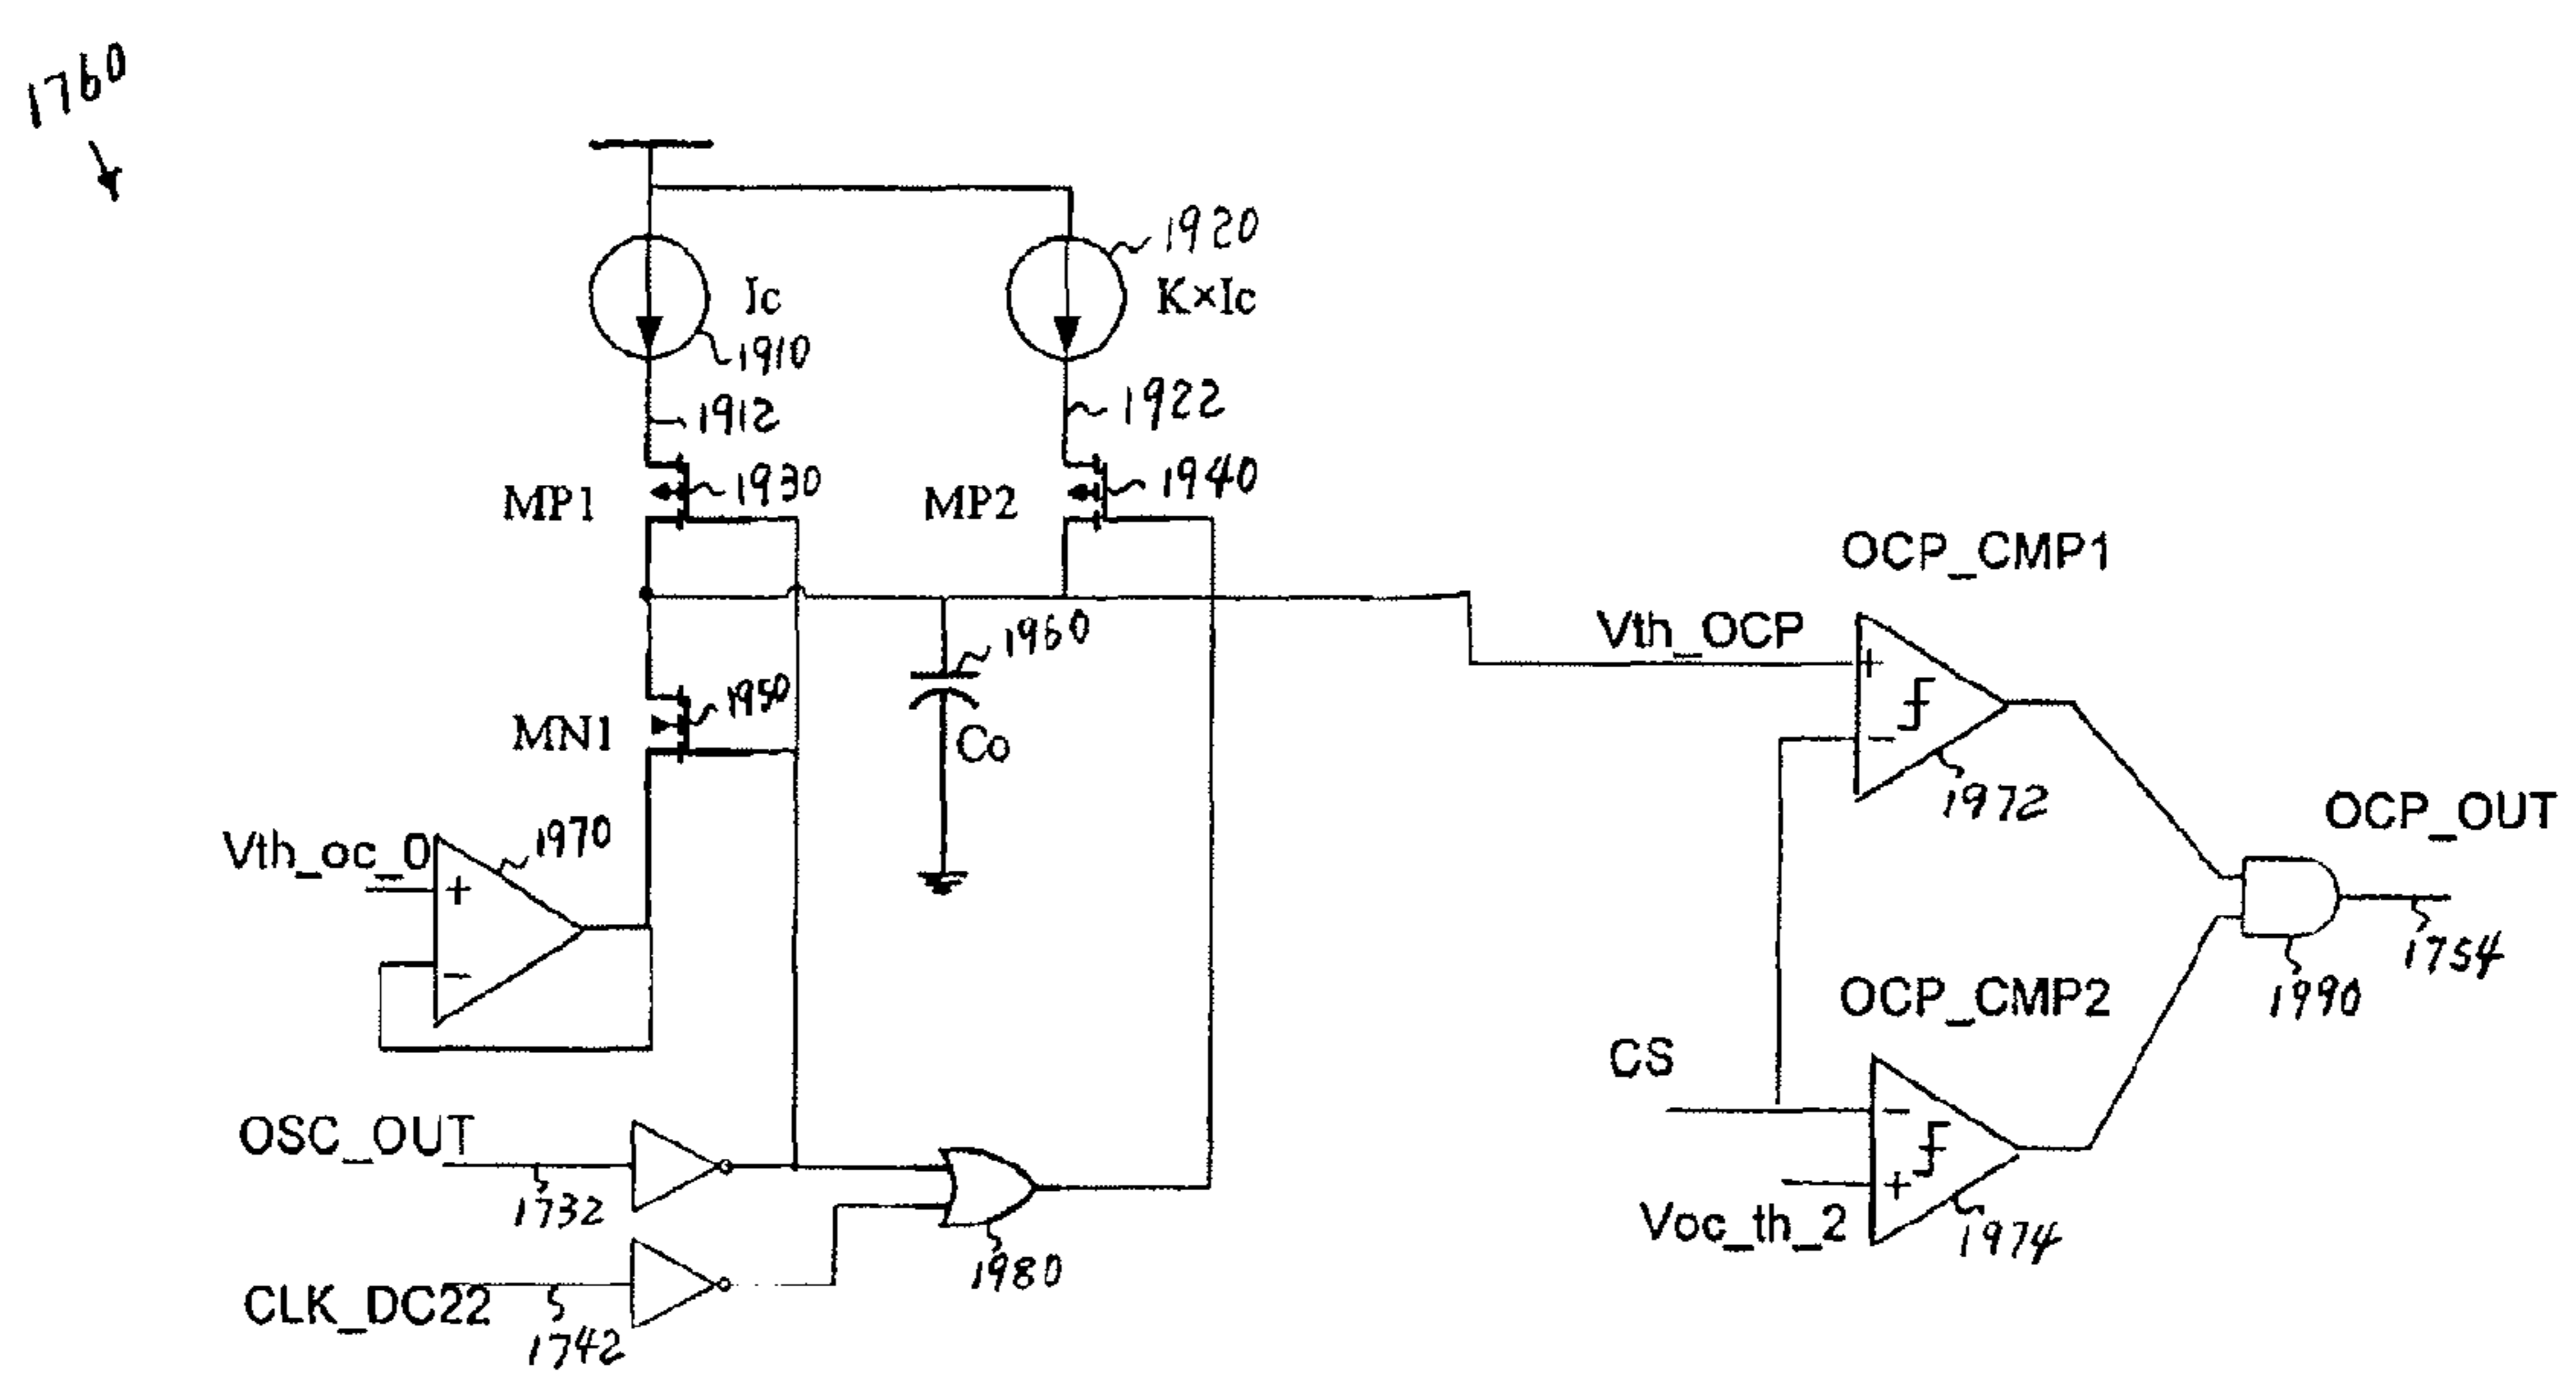 1760
1920
Ic
K×Ic
1910
1912
1922
MP1
1930
MP2
1940
OCP_CMP1
Vth_OCP
+
−
1972
1960
Co
MN1
1950
Vth_oc_0
1970
+
−
OCP_OUT
1754
1990
OCP_CMP2
CS
−
+
Voc_th_2
1974
OSC_OUT
1732
1980
CLK_DC22
1742